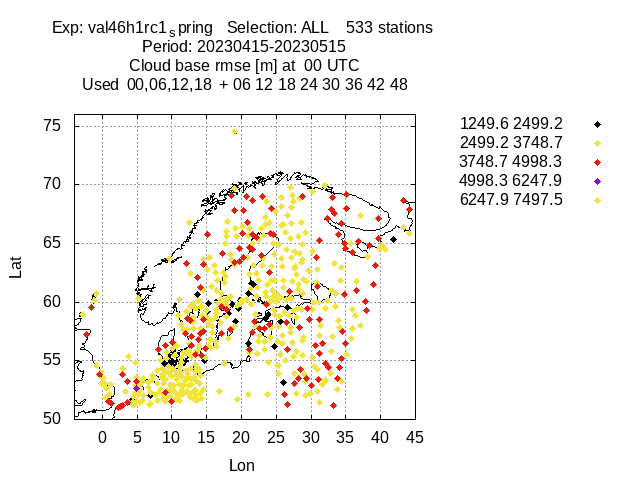 Exp: val46h1rc1spring Selection: ALL 533 stations
Period: 20230415-20230515
Cloud base rmse [m] at 00 UTC
Used 00,06,12,18 + 06 12 18 24 30 36 42 48
1249.6 2499.2
2499.2 3748.7
3748.7 4998.3
4998.3 6247.9
6247.9 7497.5
75
70
65
60
55
50
Lat
0 5 10 15 20 25 30 35 40 45
Lon